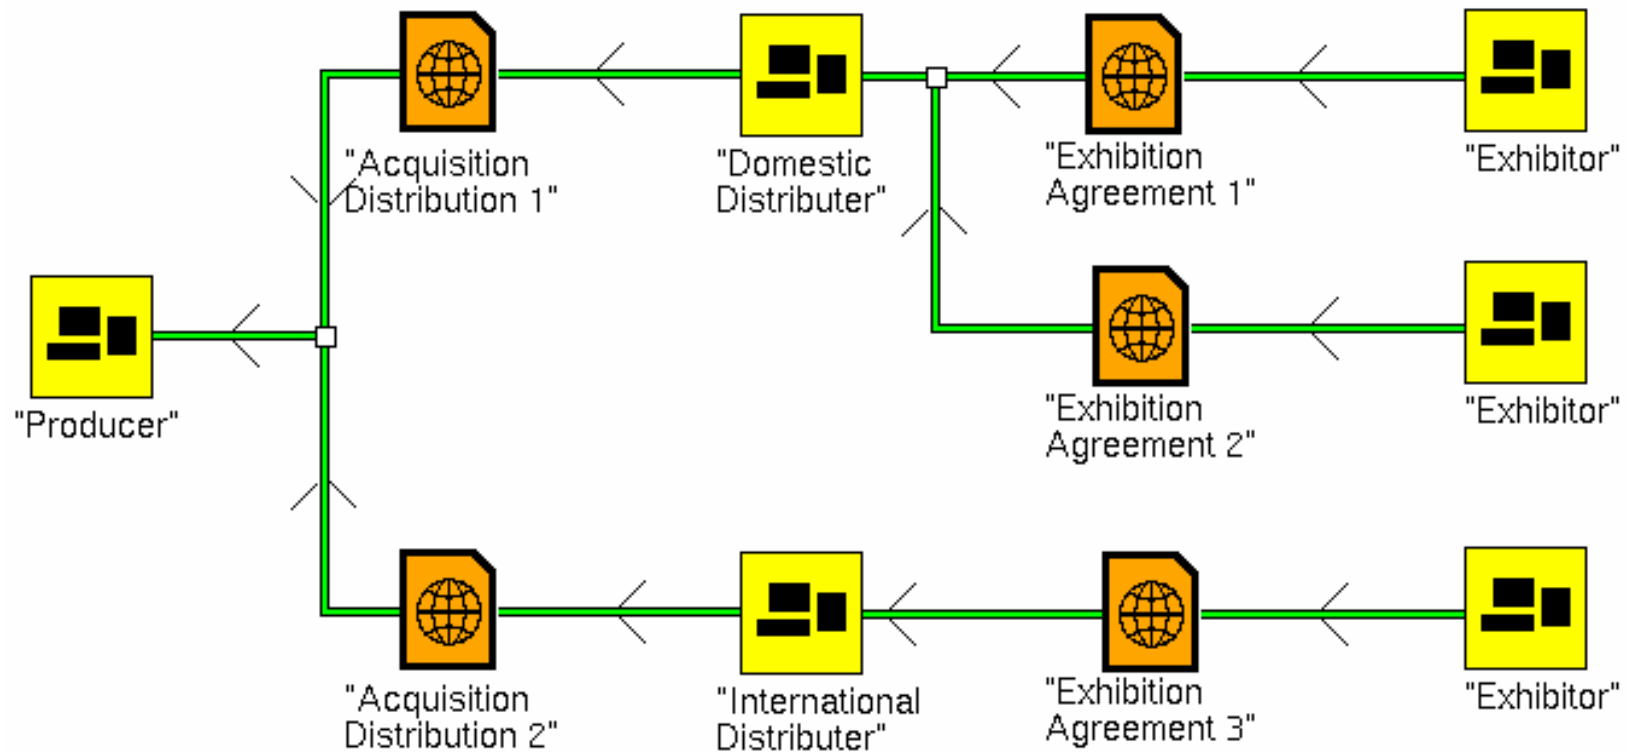 "Acquisition
Distribution 1"
"Domestic
Distributer"
"Exhibition
Agreement 1"
"Exhibitor"
"Producer"
"Exhibition
Agreement 2"
"Exhibitor"
"Acquisition
Distribution 2"
"International
Distributer"
"Exhibition
Agreement 3"
"Exhibitor"